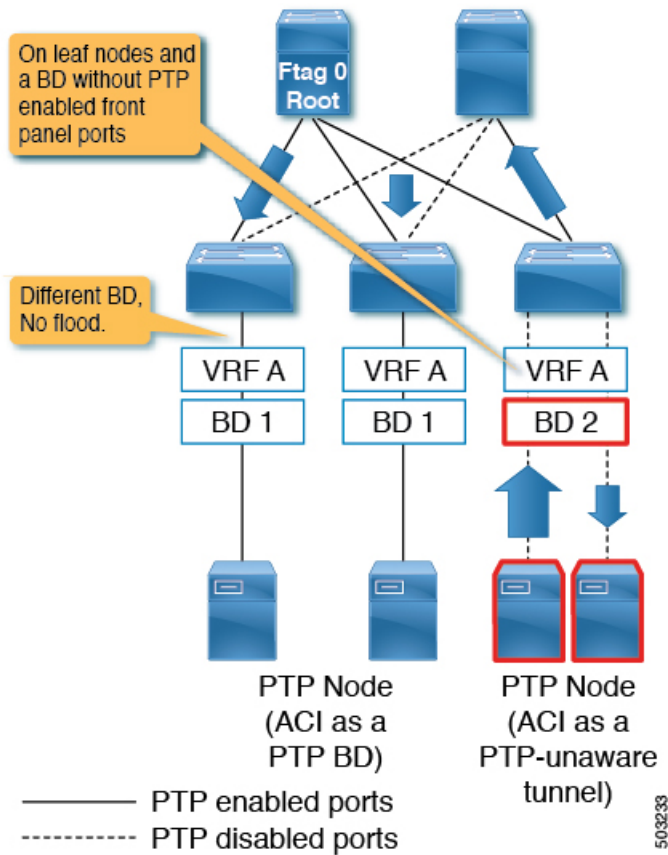 On leaf nodes and
a BD without PTP
enabled front
panel ports
Ftag 0
Root
Different BD,
No flood.
VRF A
VRF A
VRF A
BD 1
BD 1
BD 2
PTP Node
(ACI as a
PTP BD)
PTP Node
(ACI as a
PTP-unaware
tunnel)
PTP enabled ports
PTP disabled ports
503233